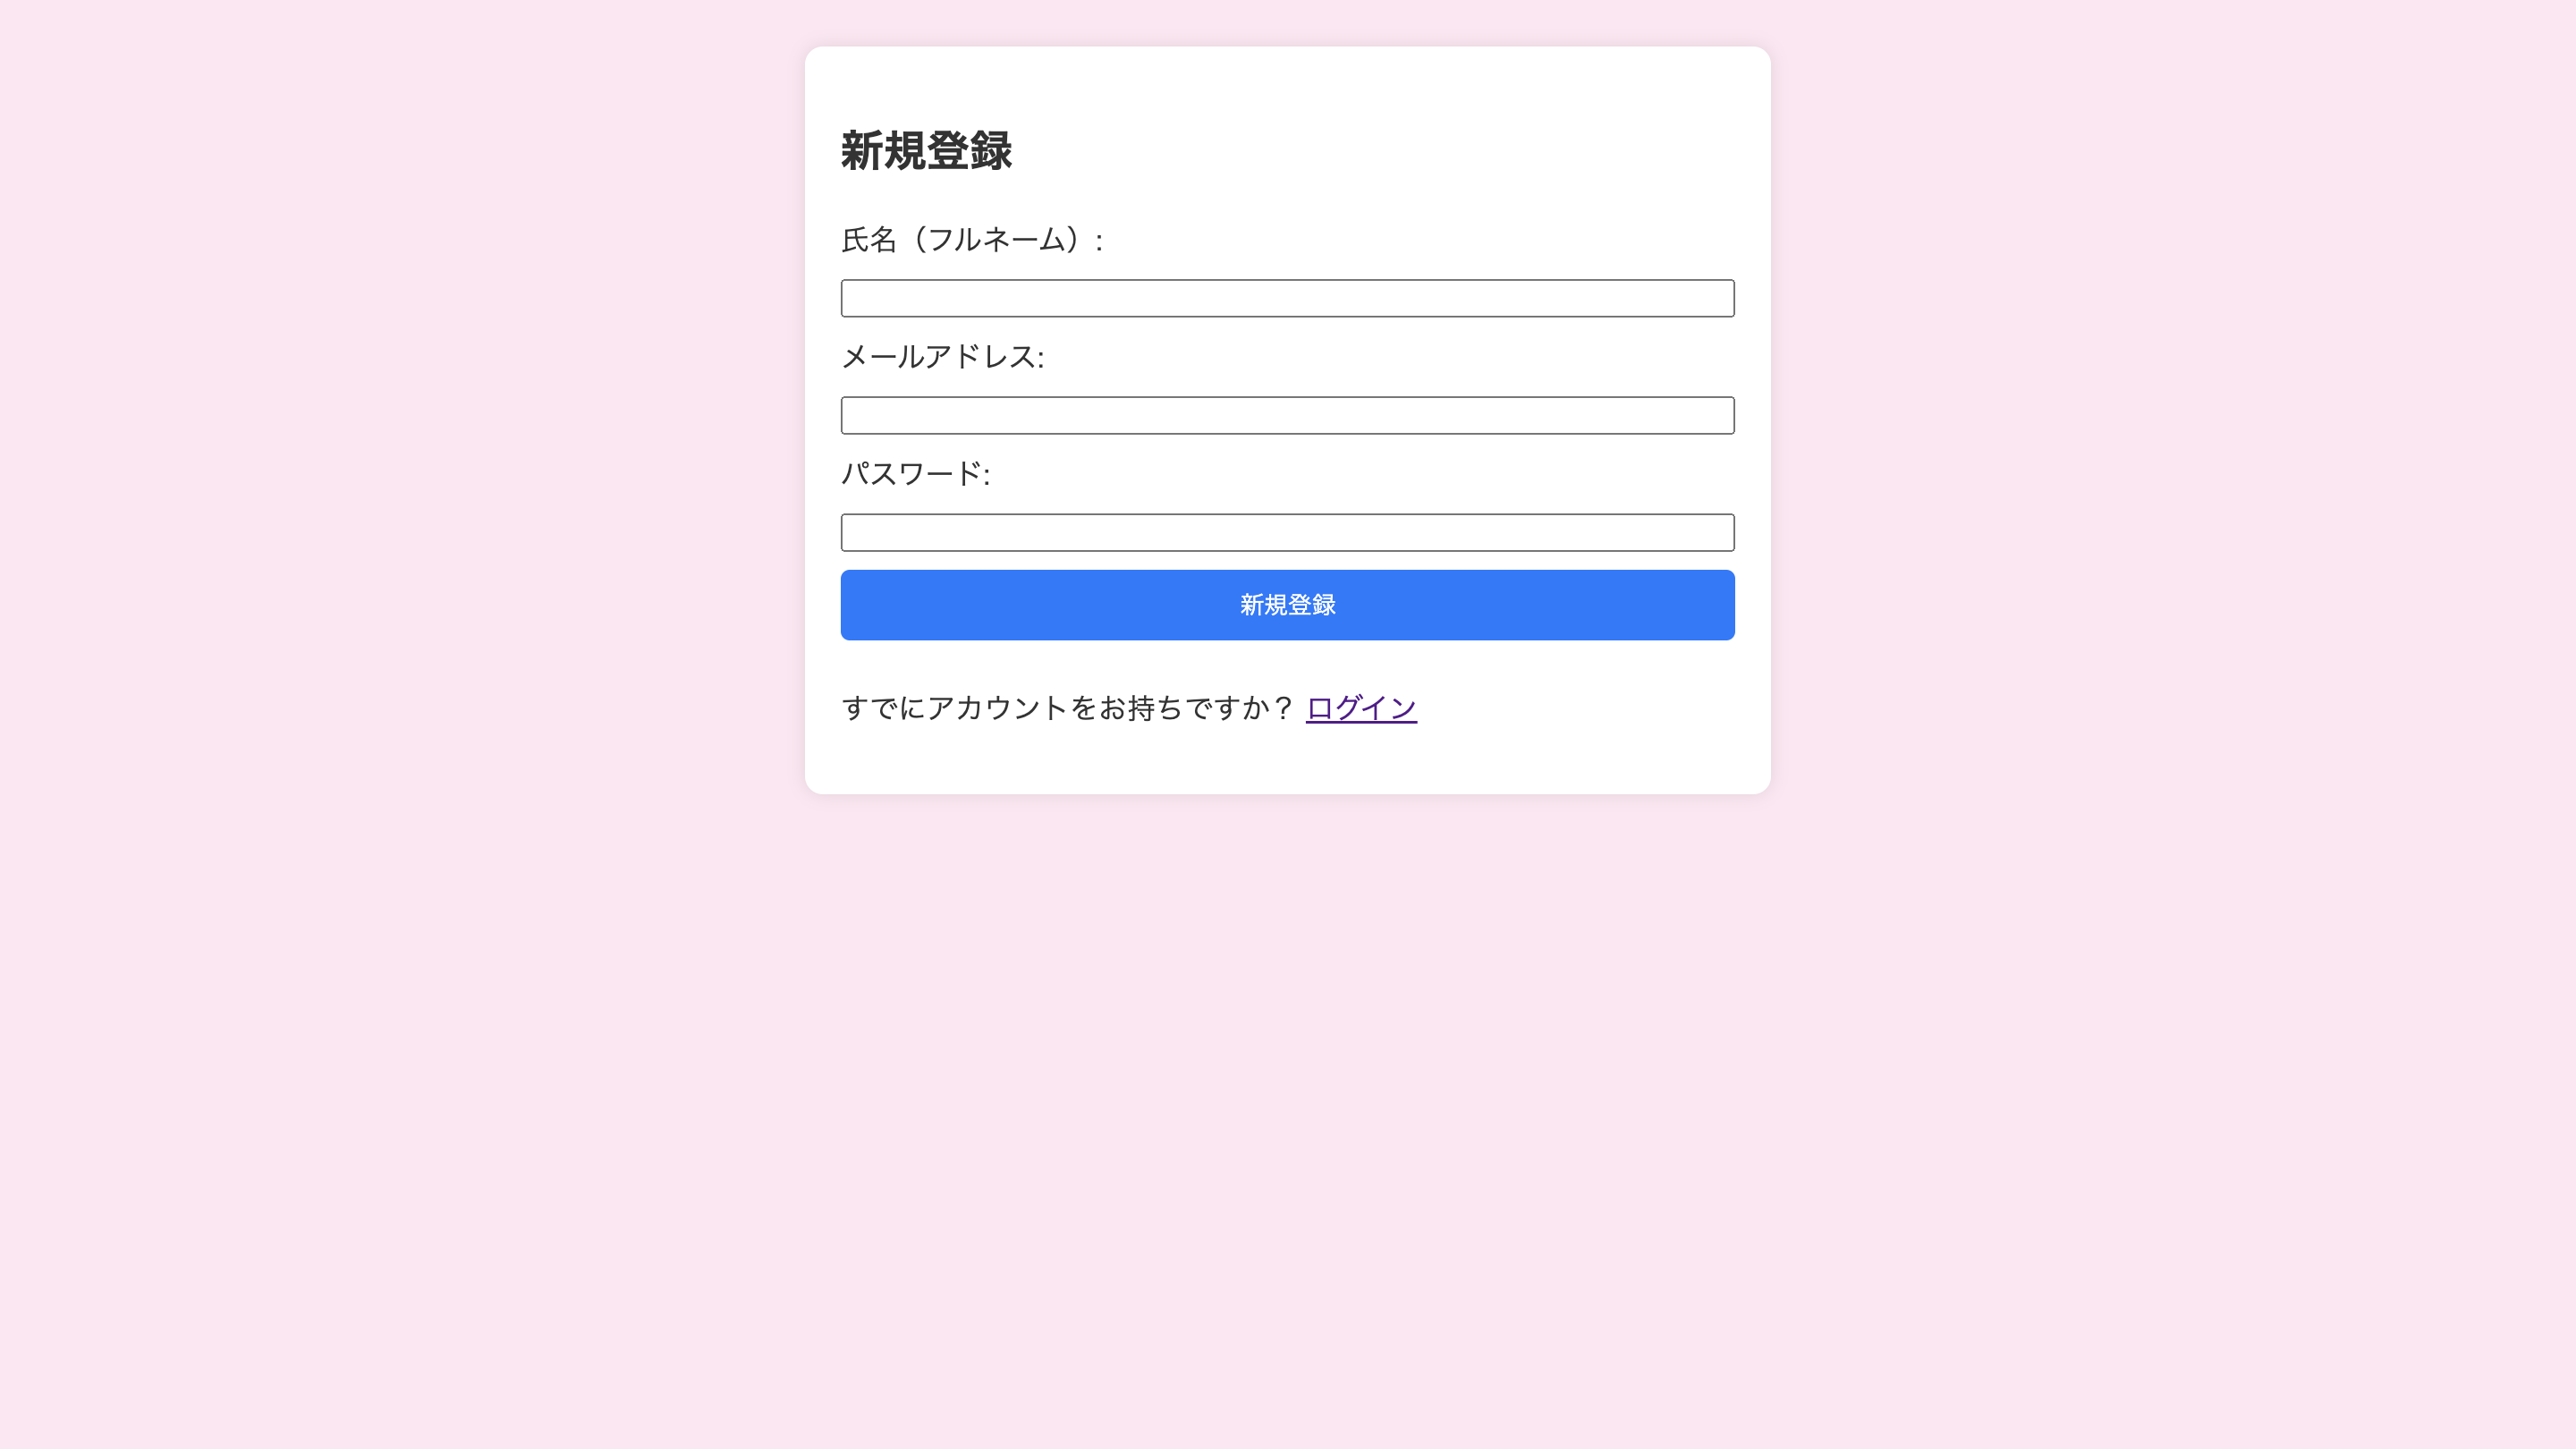 新規登録
氏名（フルネーム）:
メールアドレス:
パスワード:
新規登録
すでにアカウントをお持ちですか？ ログイン